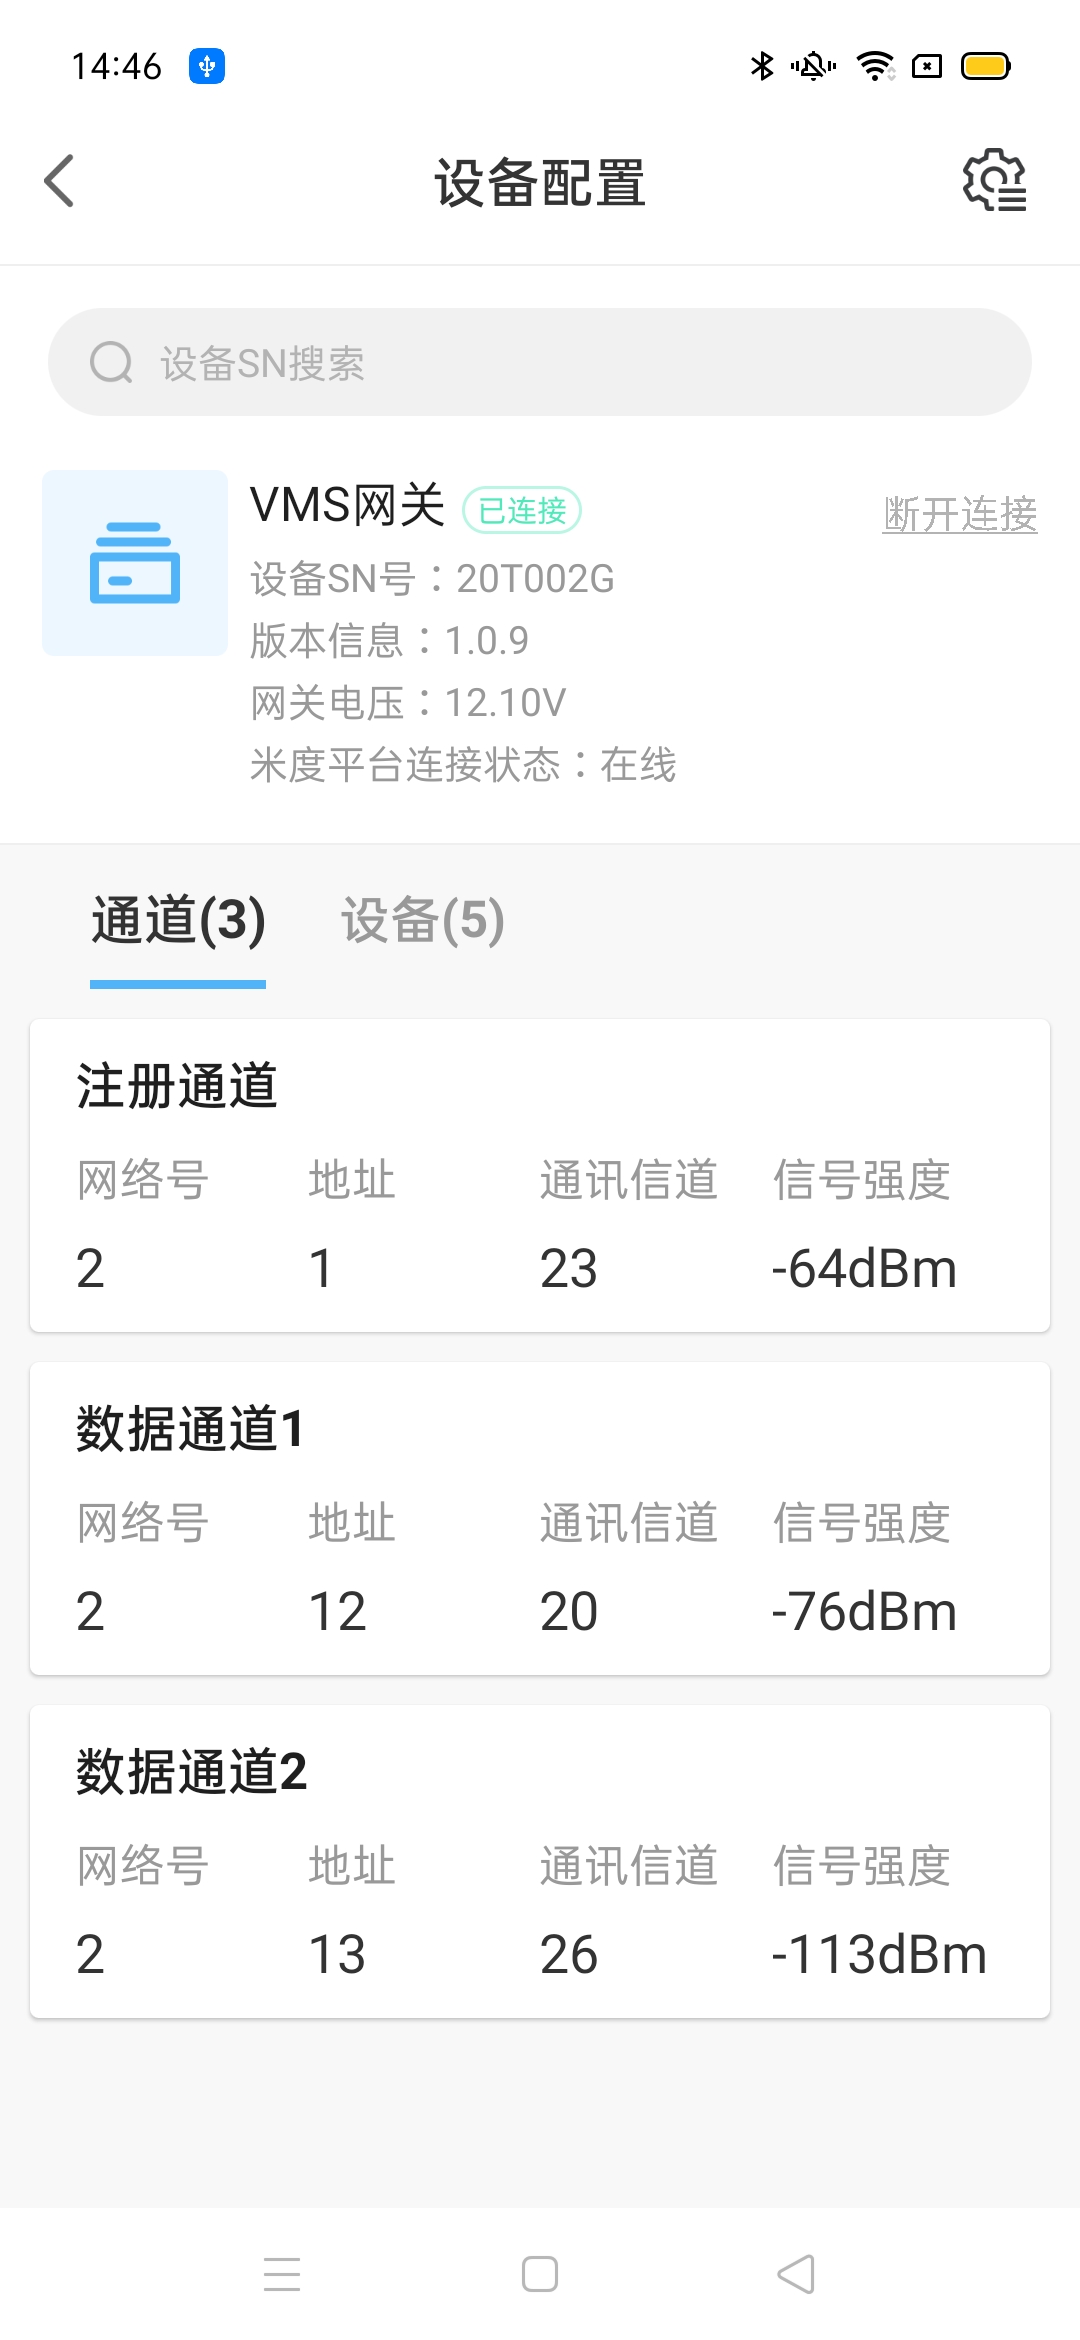 14:46
设备配置
设备SN搜索
VMS网关 已连接 断开连接
设备SN号：20T002G
版本信息：1.0.9
网关电压：12.10V
米度平台连接状态：在线
通道(3) 设备(5)
注册通道
网络号 地址 通讯信道 信号强度
2 1 23 -64dBm
数据通道1
网络号 地址 通讯信道 信号强度
2 12 20 -76dBm
数据通道2
网络号 地址 通讯信道 信号强度
2 13 26 -113dBm